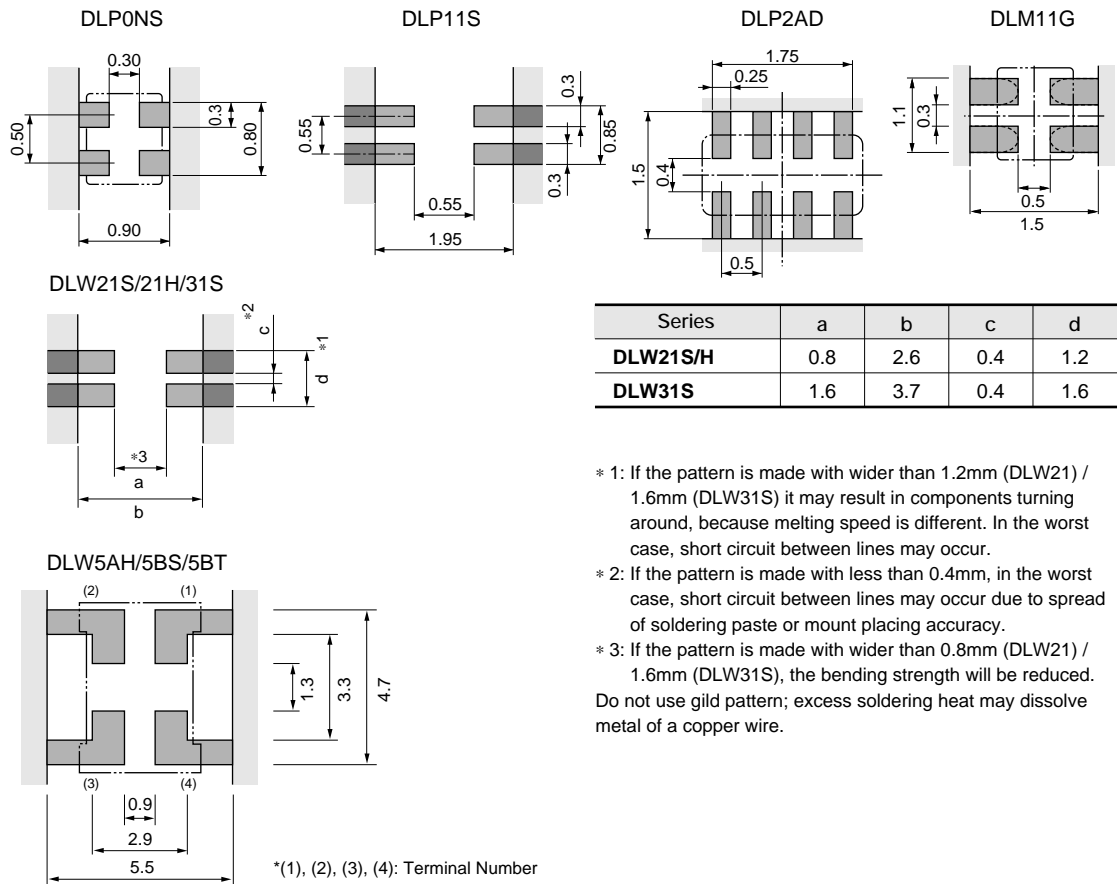 DLP0NS
0.30
0.50
0.3
0.80
0.90
DLP11S
0.55
0.3
0.85
0.3
0.55
1.95
DLP2AD
1.75
0.25
1.5
0.4
0.5
DLM11G
1.1
0.3
0.5
1.5
DLW21S/21H/31S
*2
c
*1
d
*3
a
b
Series a b c d
DLW21S/H 0.8 2.6 0.4 1.2
DLW31S 1.6 3.7 0.4 1.6
* 1: If the pattern is made with wider than 1.2mm (DLW21) /
1.6mm (DLW31S) it may result in components turning
around, because melting speed is different. In the worst
case, short circuit between lines may occur.
* 2: If the pattern is made with less than 0.4mm, in the worst
case, short circuit between lines may occur due to spread
of soldering paste or mount placing accuracy.
* 3: If the pattern is made with wider than 0.8mm (DLW21) /
1.6mm (DLW31S), the bending strength will be reduced.
Do not use gild pattern; excess soldering heat may dissolve
metal of a copper wire.
DLW5AH/5BS/5BT
(2) (1)
1.3
3.3
4.7
(3) (4)
0.9
2.9
5.5
*(1), (2), (3), (4): Terminal Number